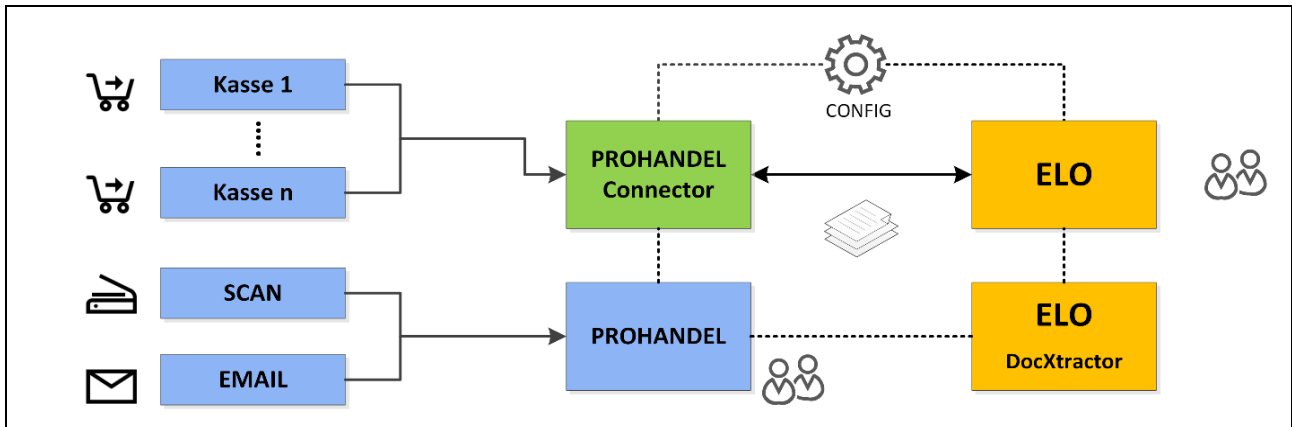 Kasse 1
Kasse n
SCAN
EMAIL
PROHANDEL
Connector
PROHANDEL
CONFIG
ELO
ELO
DocXtractor